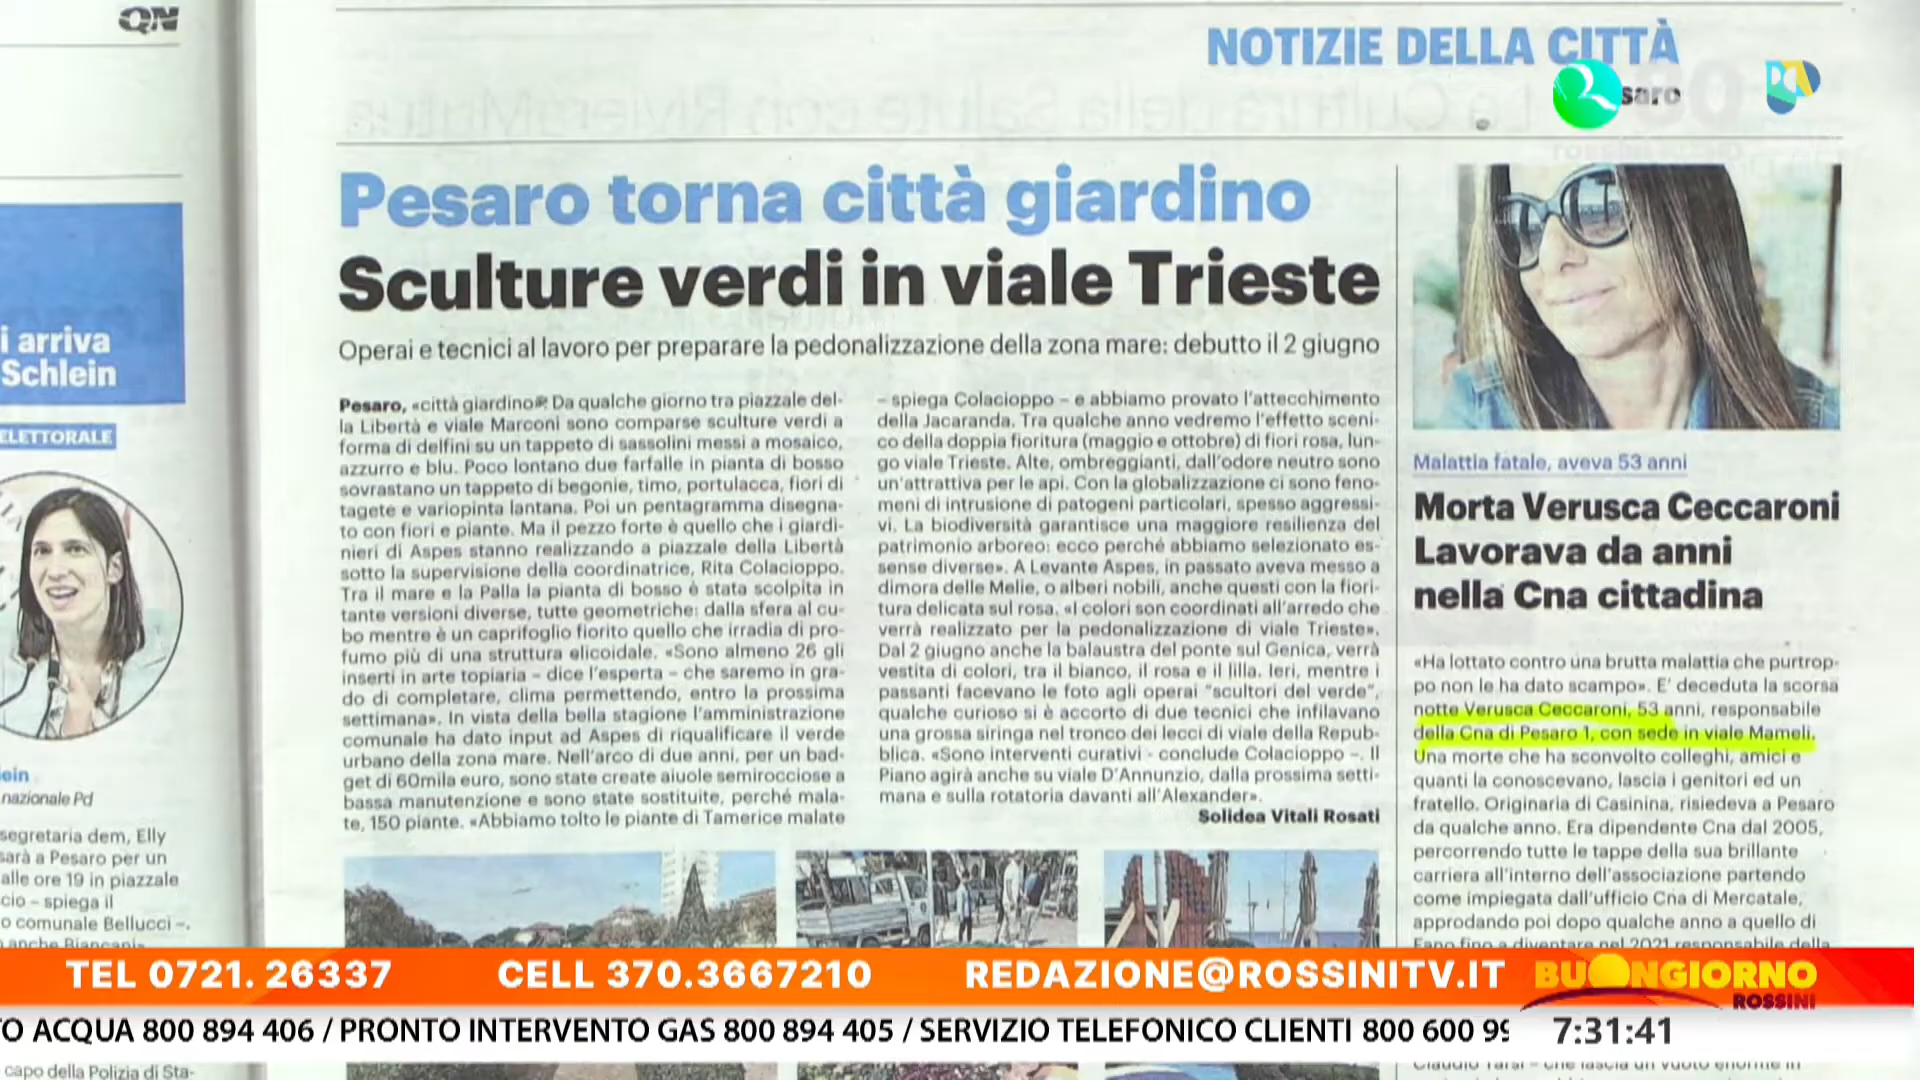 QN
NOTIZIE DELLA CITTÀ
saro
i arriva
Schlein
ELETTORALE
ein
nazionale Pd
segretaria dem, Elly
sarà a Pesaro per un
alle ore 19 in piazzale
cio – spiega il
o comunale Bellucci –.
anche Biancani
capo della Polizia di Sta-
Pesaro torna città giardino
Sculture verdi in viale Trieste
Operai e tecnici al lavoro per preparare la pedonalizzazione della zona mare: debutto il 2 giugno
Pesaro, «città giardino». Da qualche giorno tra piazzale del-
la Libertà e viale Marconi sono comparse sculture verdi a
forma di delfini su un tappeto di sassolini messi a mosaico,
azzurro e blu. Poco lontano due farfalle in pianta di bosso
sovrastano un tappeto di begonie, timo, portulacca, fiori di
tagete e variopinta lantana. Poi un pentagramma disegna-
to con fiori e piante. Ma il pezzo forte è quello che i giardi-
nieri di Aspes stanno realizzando a piazzale della Libertà
sotto la supervisione della coordinatrice, Rita Colacioppo.
Tra il mare e la Palla la pianta di bosso è stata scolpita in
tante versioni diverse, tutte geometriche: dalla sfera al cu-
bo mentre è un caprifoglio fiorito quello che irradia di pro-
fumo più di una struttura elicoidale. «Sono almeno 26 gli
inserti in arte topiaria – dice l'esperta – che saremo in gra-
do di completare, clima permettendo, entro la prossima
settimana». In vista della bella stagione l'amministrazione
comunale ha dato input ad Aspes di riqualificare il verde
urbano della zona mare. Nell'arco di due anni, per un bad-
get di 60mila euro, sono state create aiuole semirocciose a
bassa manutenzione e sono state sostituite, perché mala-
te, 150 piante. «Abbiamo tolto le piante di Tamerice malate
– spiega Colacioppo – e abbiamo provato l'attecchimento
della Jacaranda. Tra qualche anno vedremo l'effetto sceni-
co della doppia fioritura (maggio e ottobre) di fiori rosa, lun-
go viale Trieste. Alte, ombreggianti, dall'odore neutro sono
un'attrattiva per le api. Con la globalizzazione ci sono feno-
meni di intrusione di patogeni particolari, spesso aggressi-
vi. La biodiversità garantisce una maggiore resilienza del
patrimonio arboreo: ecco perché abbiamo selezionato es-
sense diverse». A Levante Aspes, in passato aveva messo a
dimora delle Melie, o alberi nobili, anche questi con la fiori-
tura delicata sul rosa. «I colori son coordinati all'arredo che
verrà realizzato per la pedonalizzazione di viale Trieste».
Dal 2 giugno anche la balaustra del ponte sul Genica, verrà
vestita di colori, tra il bianco, il rosa e il lilla. Ieri, mentre i
passanti facevano le foto agli operai "scultori del verde",
qualche curioso si è accorto di due tecnici che infilavano
una grossa siringa nel tronco dei lecci di viale della Repub-
blica. «Sono interventi curativi - conclude Colacioppo –. Il
Piano agirà anche su viale D'Annunzio, dalla prossima setti-
mana e sulla rotatoria davanti all'Alexander».
Solidea Vitali Rosati
Malattia fatale, aveva 53 anni
Morta Verusca Ceccaroni
Lavorava da anni
nella Cna cittadina
«Ha lottato contro una brutta malattia che purtrop-
po non le ha dato scampo». E' deceduta la scorsa
notte Verusca Ceccaroni, 53 anni, responsabile
della Cna di Pesaro 1, con sede in viale Mameli.
Una morte che ha sconvolto colleghi, amici e
quanti la conoscevano, lascia i genitori ed un
fratello. Originaria di Casinina, risiedeva a Pesaro
da qualche anno. Era dipendente Cna dal 2005,
percorrendo tutte le tappe della sua brillante
carriera all'interno dell'associazione partendo
come impiegata dall'ufficio Cna di Mercatale,
approdando poi dopo qualche anno a quello di
Fano fino a diventare nel 2021 responsabile della
Claudio Tarsi – che lascia un vuoto enorme in
TEL 0721. 26337 CELL 370.3667210 REDAZIONE@ROSSINITV.IT
BUONGIORNO
ROSSINI
O ACQUA 800 894 406 / PRONTO INTERVENTO GAS 800 894 405 / SERVIZIO TELEFONICO CLIENTI 800 600 99
7:31:41